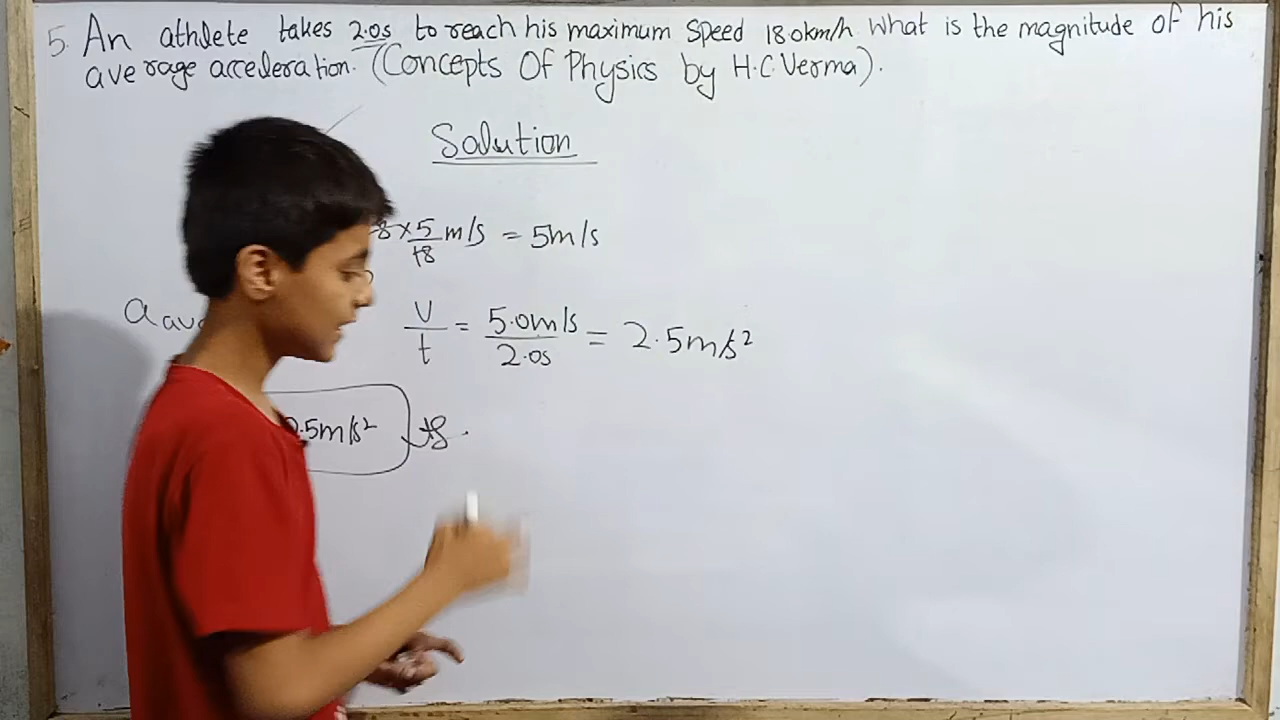 5. An athlete takes 2.0s to reach his maximum speed 18.0km/h. What is the magnitude of his
average acceleration. (Concepts Of Physics by H.C.Verma).
Solution
8 × 5/18 m/s = 5m/s
a av v/t = 5.0m/s / 2.0s = 2.5m/s²
.5m/s²